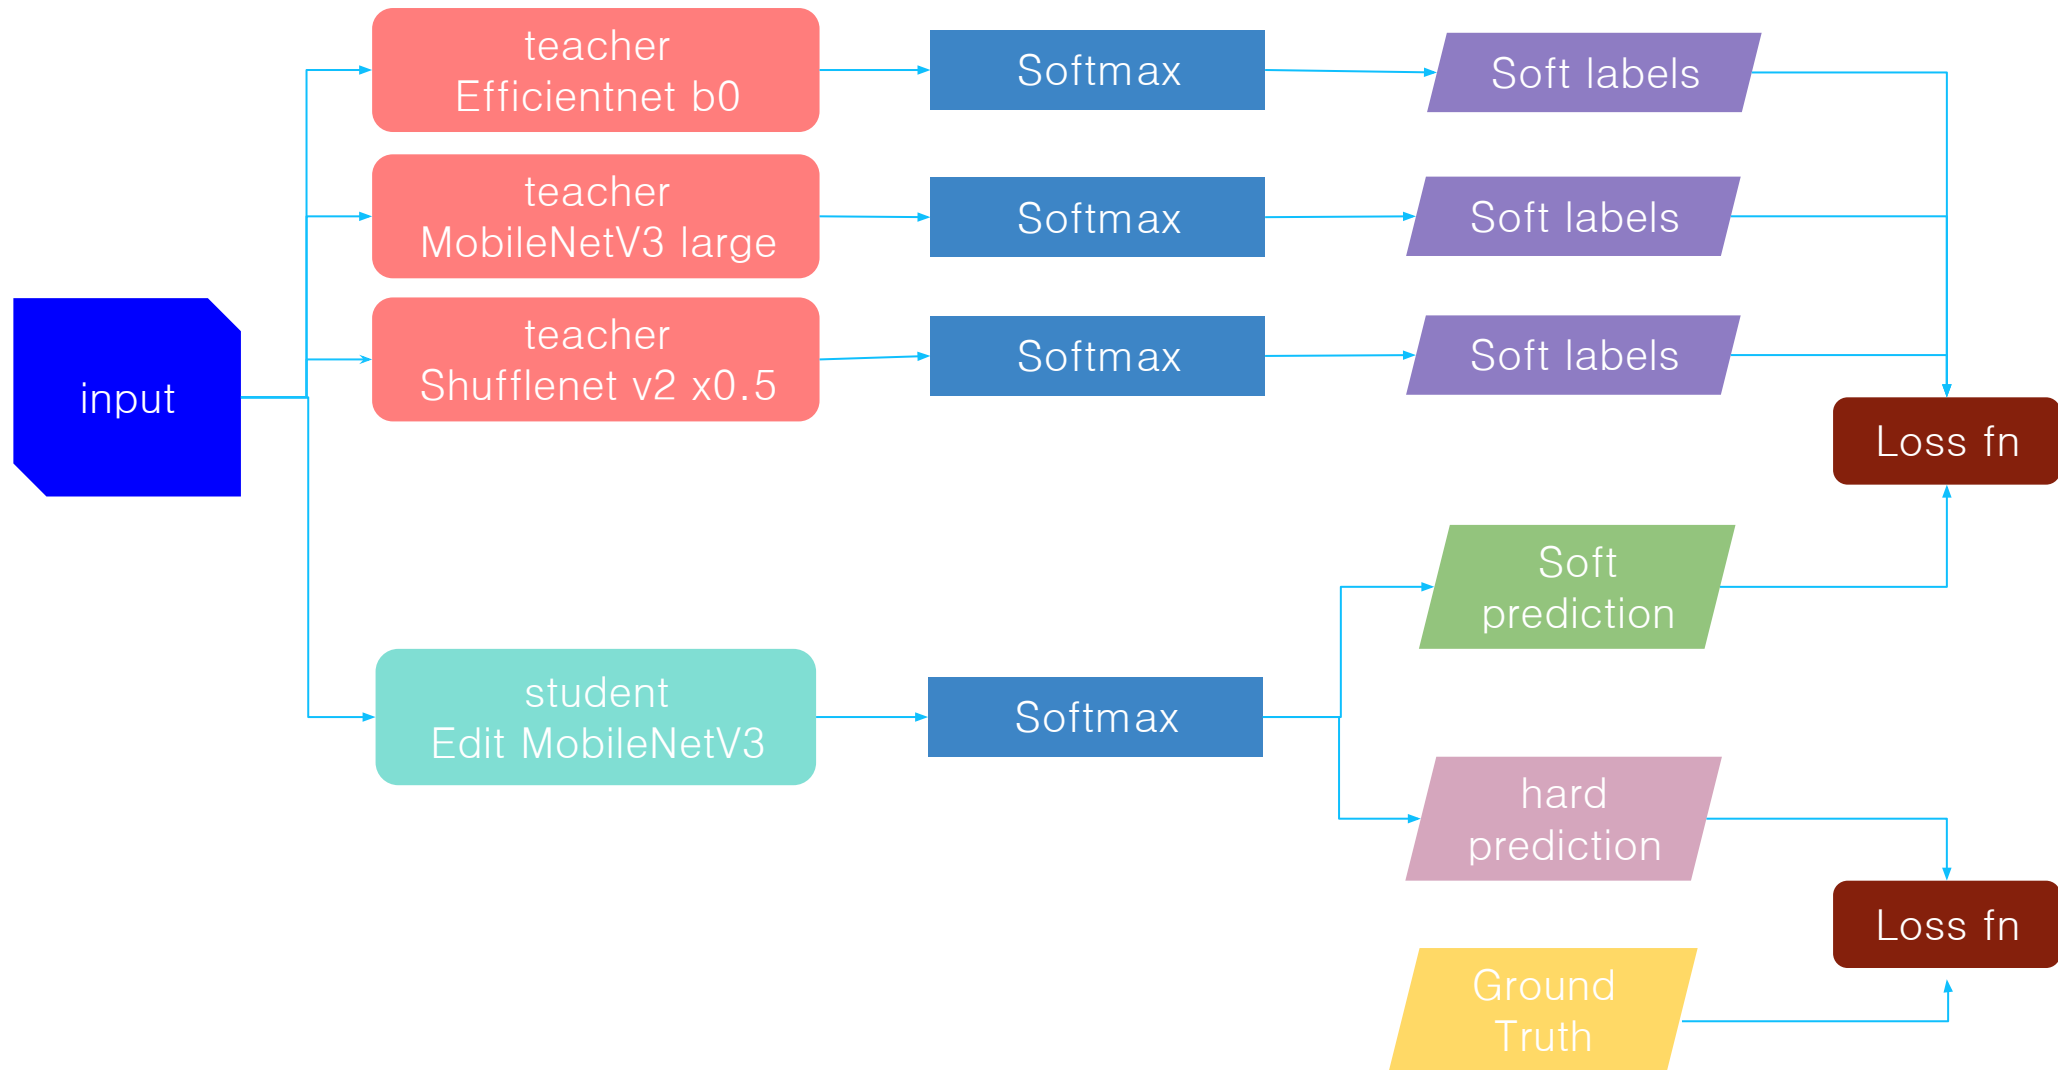 teacher
Efficientnet b0
Softmax
Soft labels
teacher
MobileNetV3 large
Softmax
Soft labels
teacher
Shufflenet v2 x0.5
Softmax
Soft labels
input
Loss fn
Soft
prediction
student
Edit MobileNetV3
Softmax
hard
prediction
Loss fn
Ground
Truth